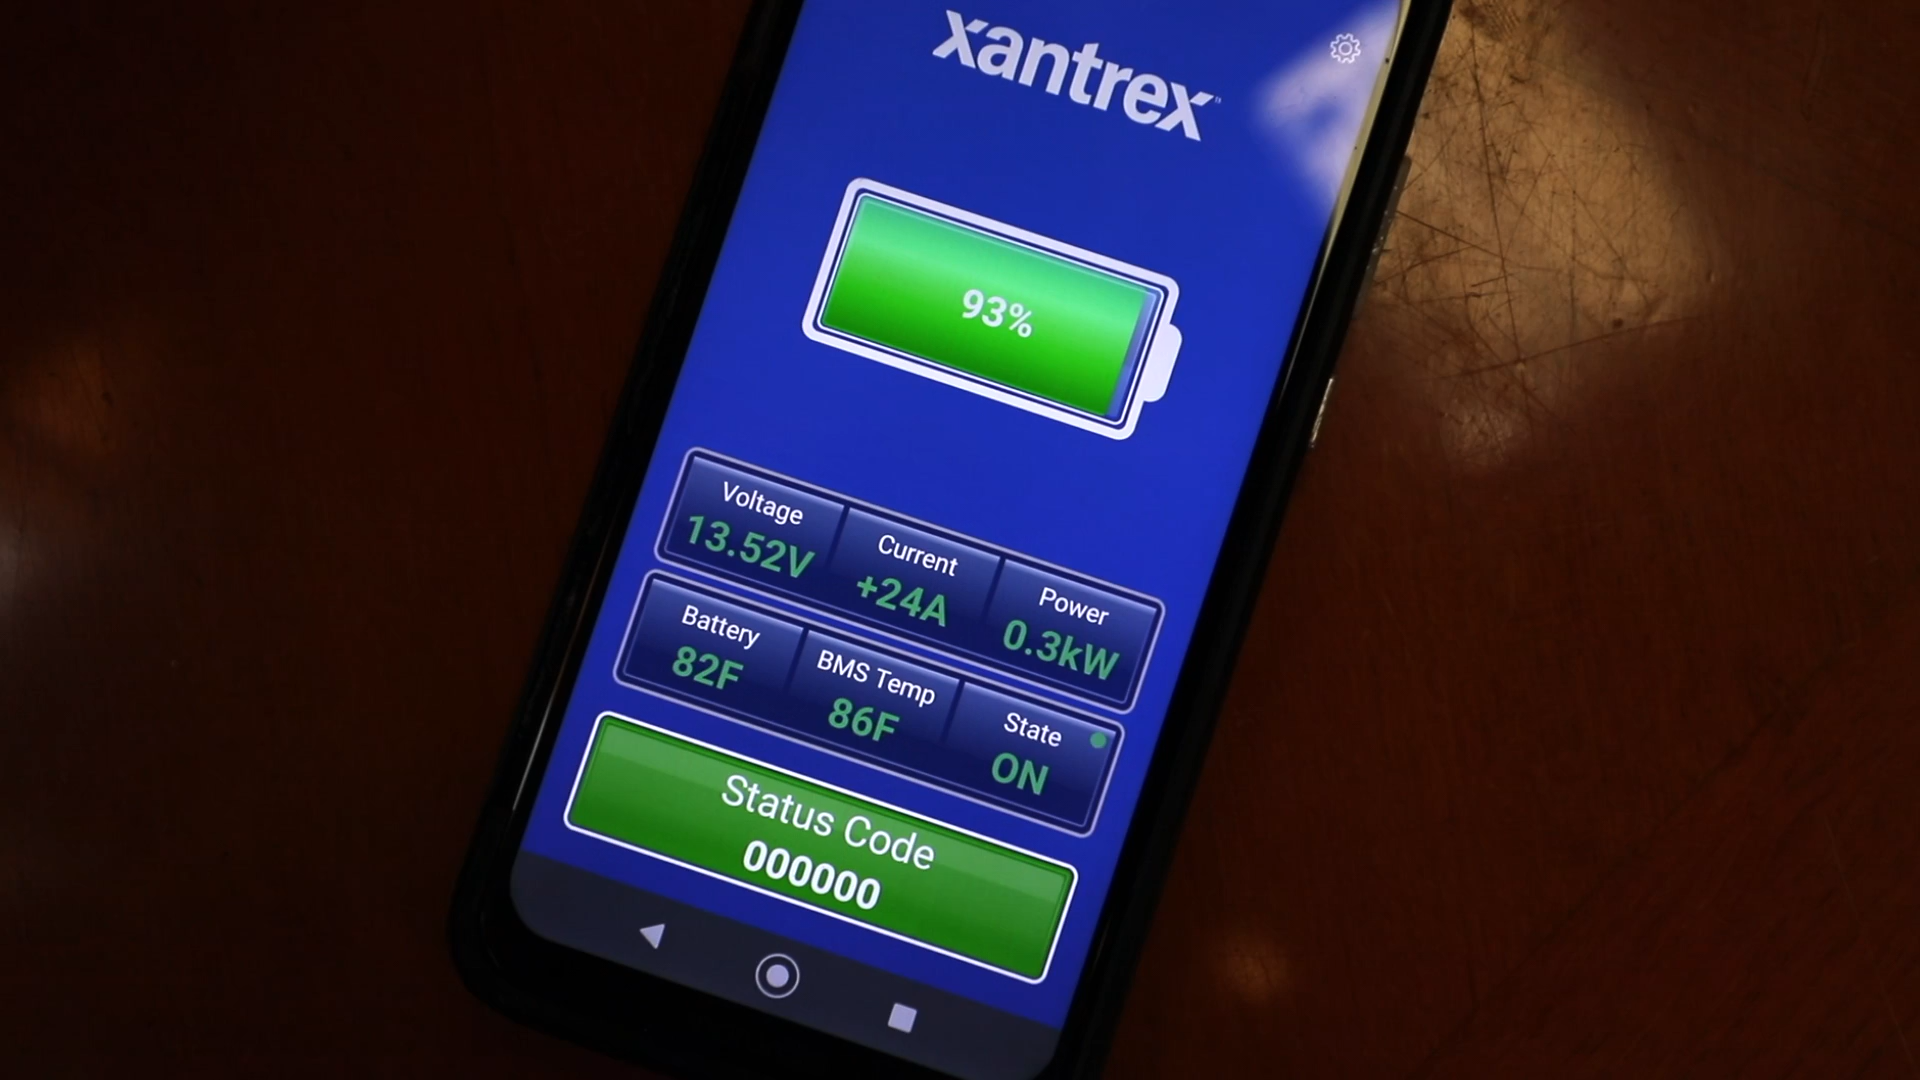 xantrex™
93%
Voltage
13.52V
Current
+24A
Power
0.3kW
Battery
82F
BMS Temp
86F
State
ON
Status Code
000000